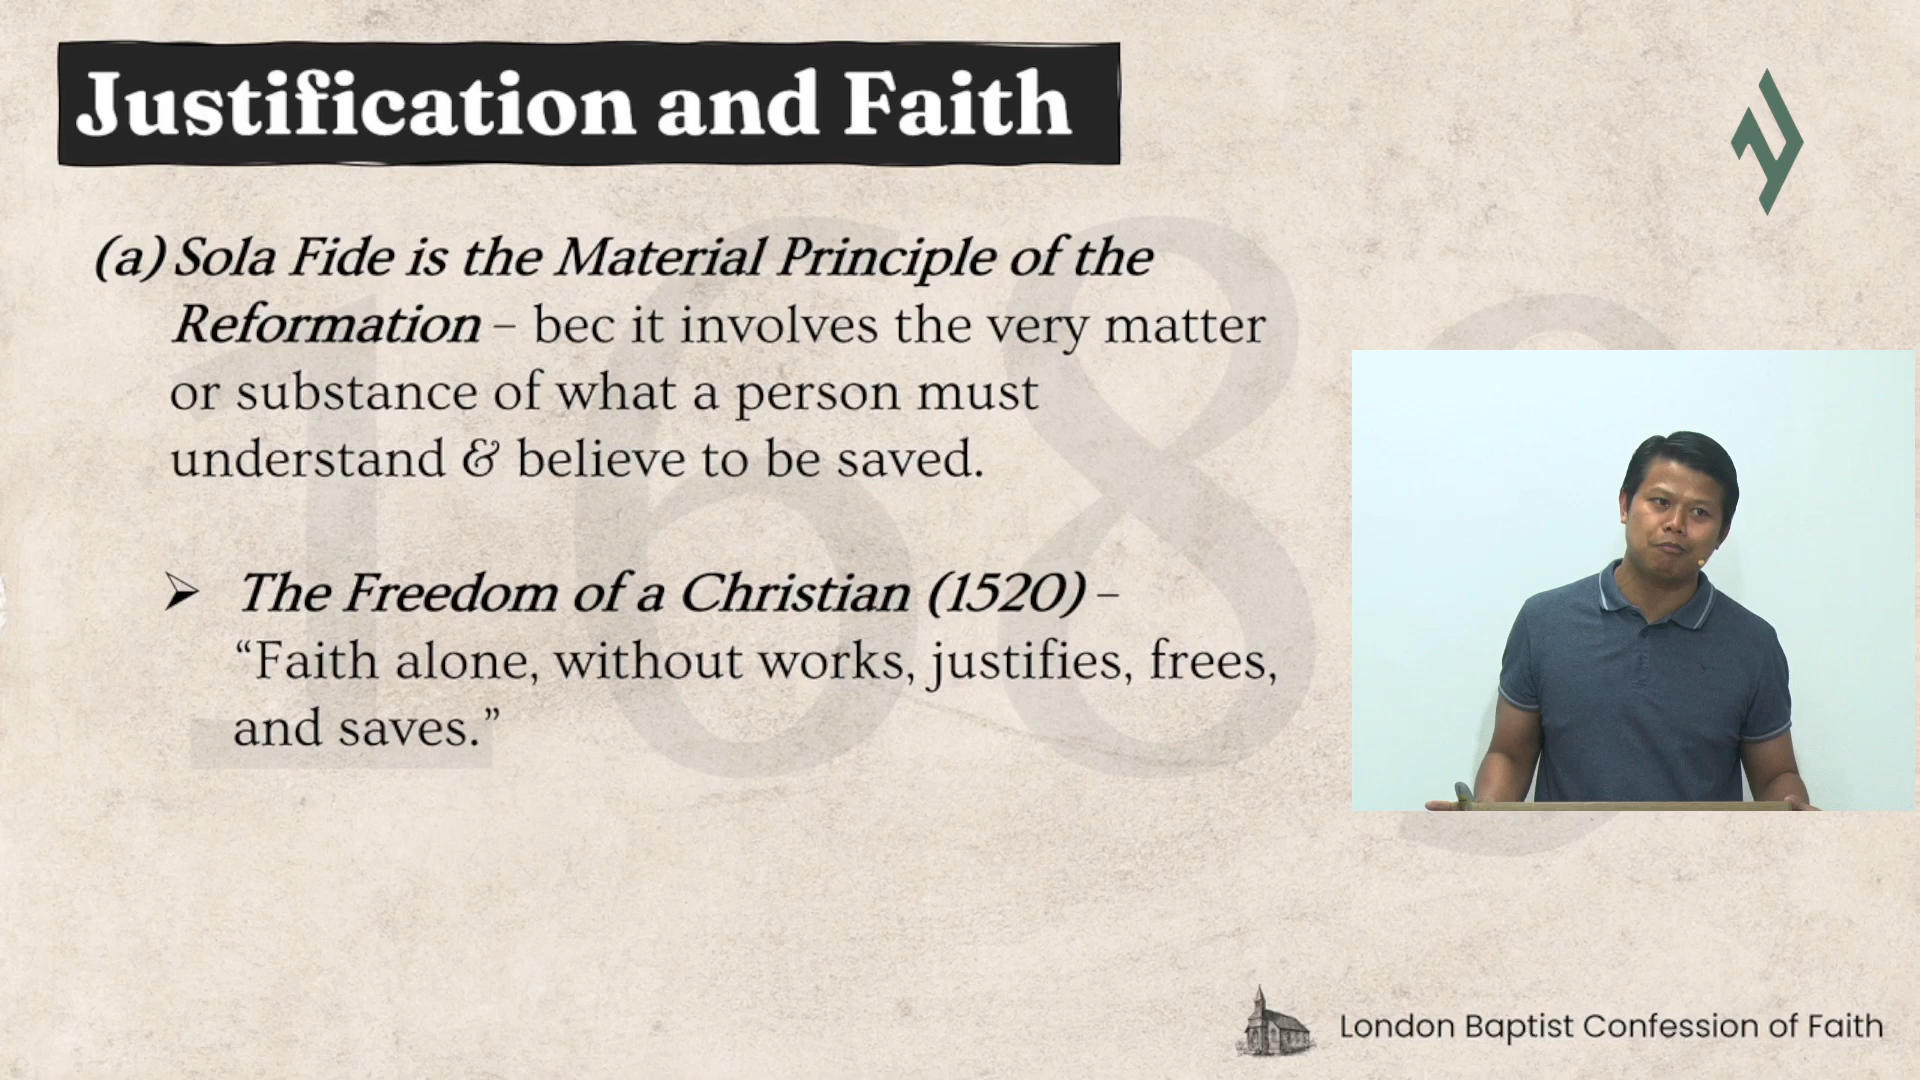 Justification and Faith
(a) Sola Fide is the Material Principle of the
Reformation – bec it involves the very matter
or substance of what a person must
understand & believe to be saved.
➢ The Freedom of a Christian (1520) –
“Faith alone, without works, justifies, frees,
and saves.”
1689
London Baptist Confession of Faith